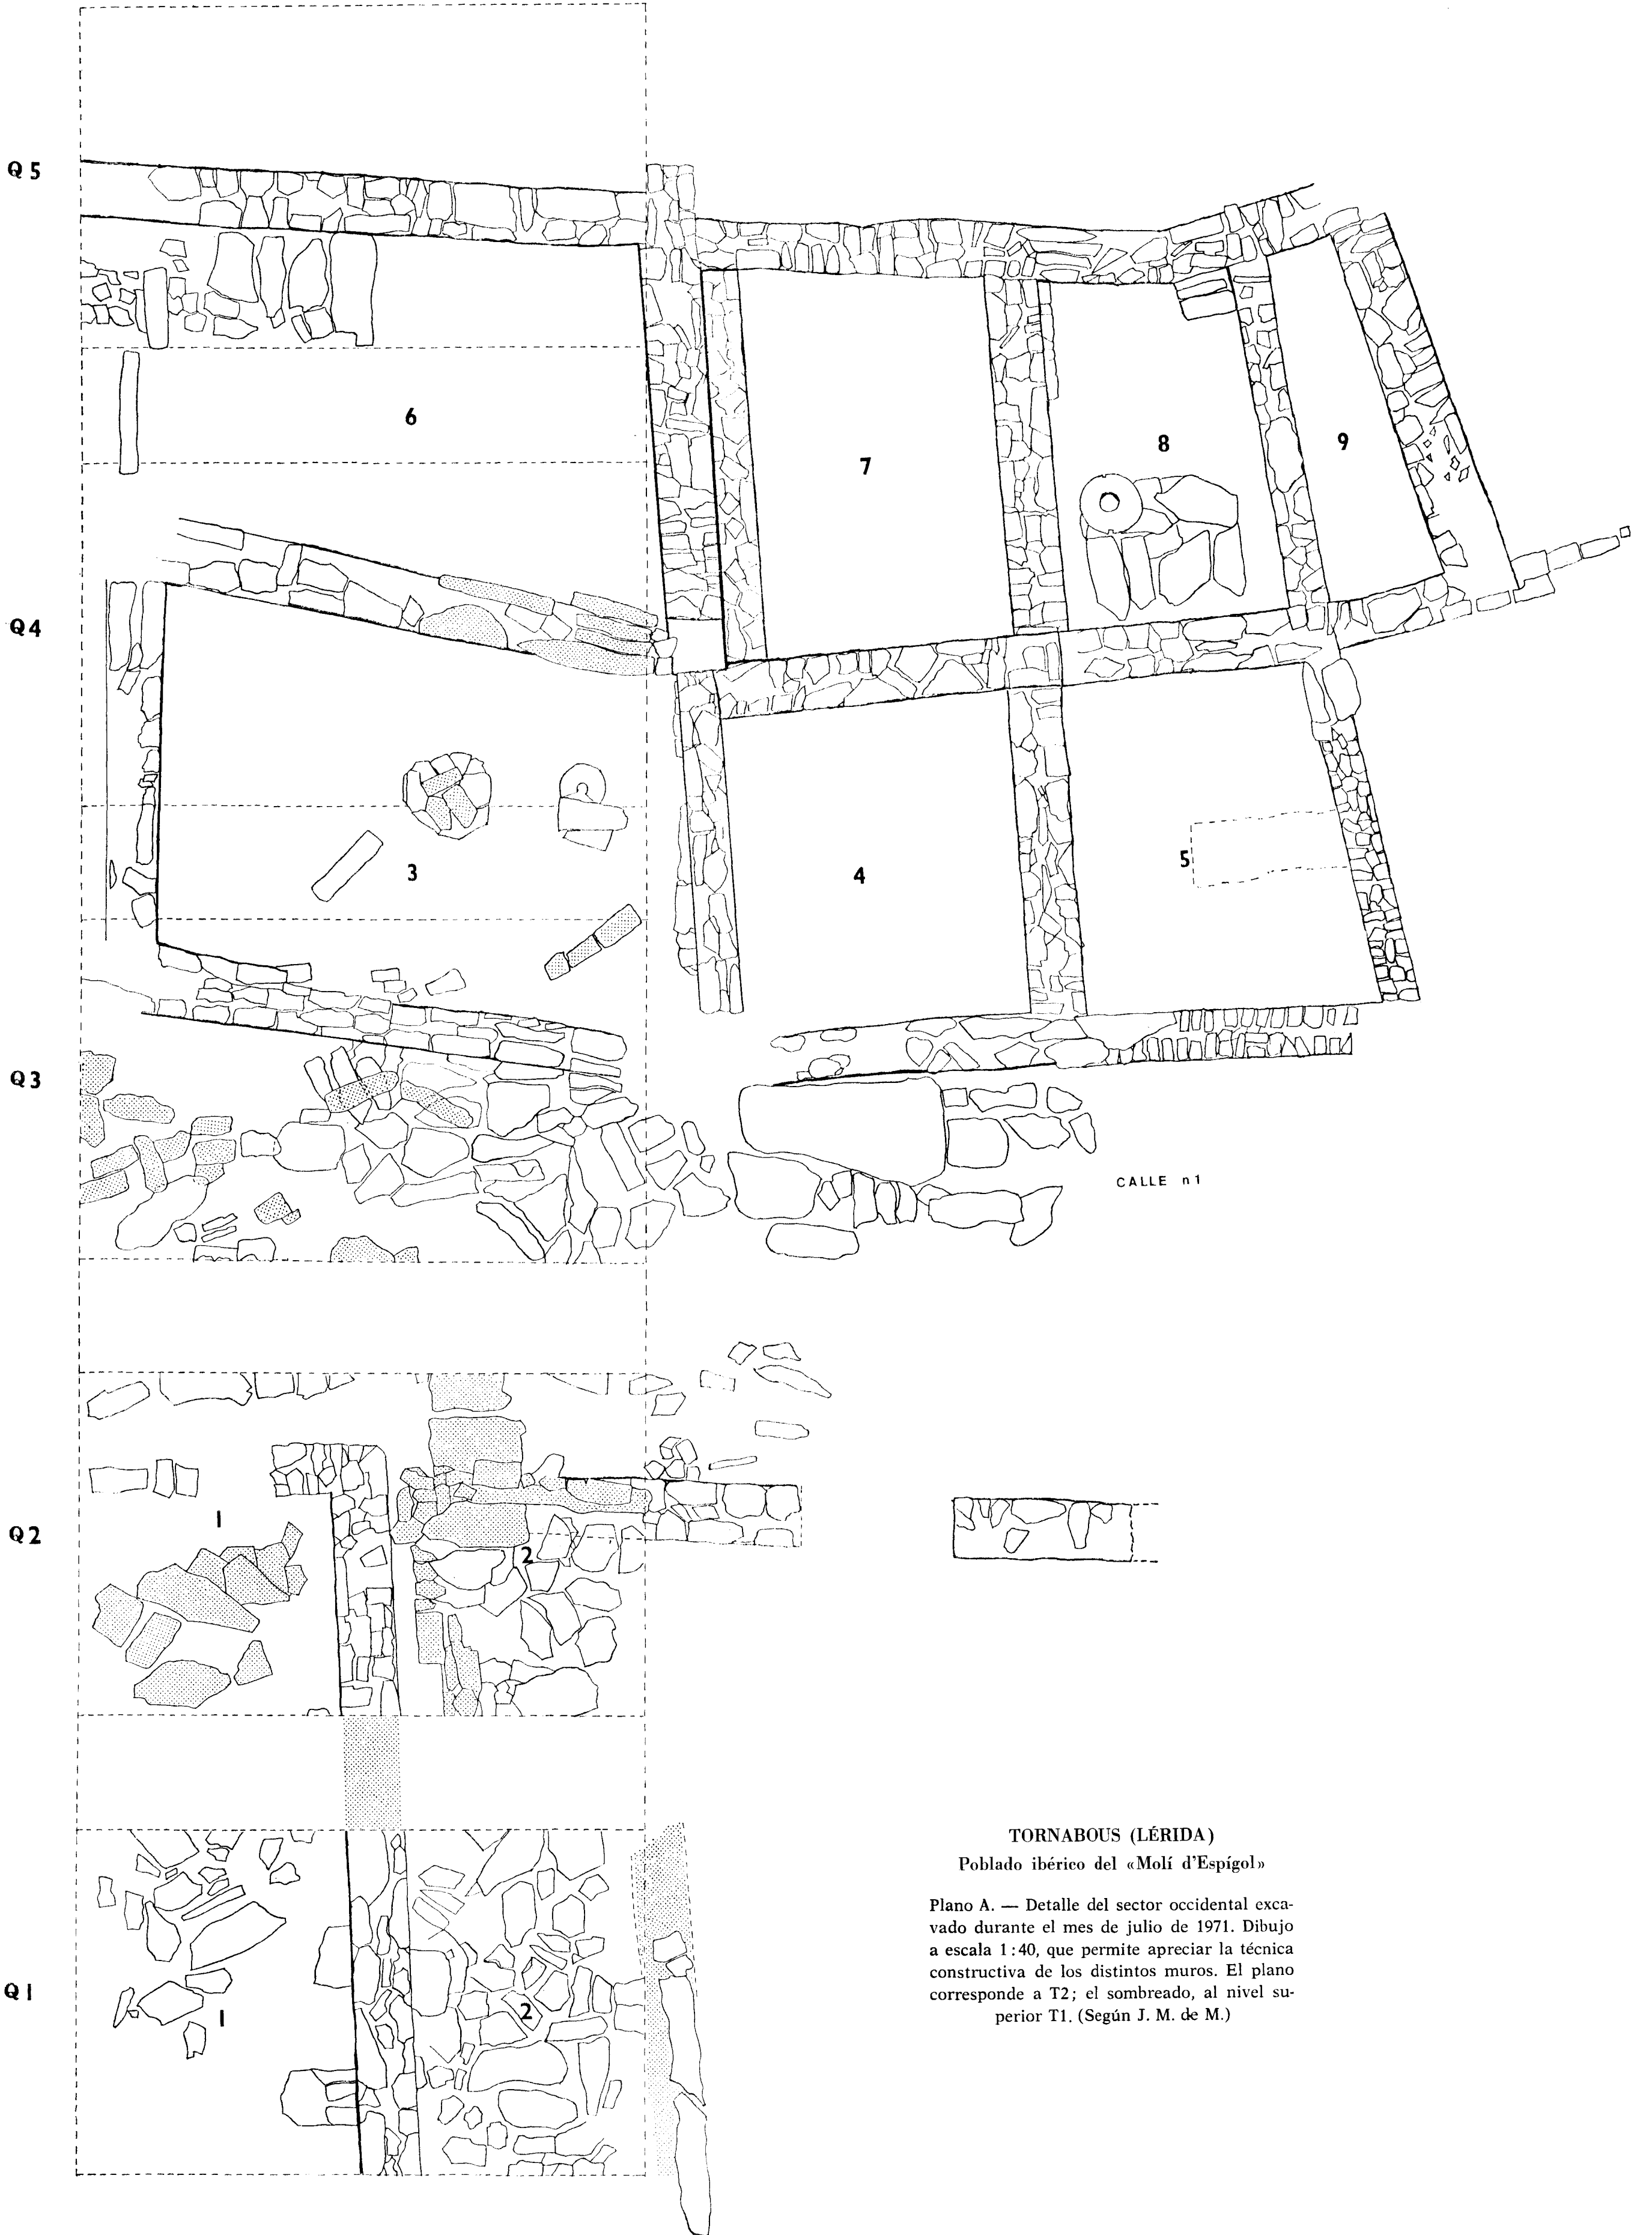 Q 5
6
7
8
9
Q4
3
4
5
Q3
CALLE n 1
1
Q2
2
TORNABOUS (LÉRIDA)
Poblado ibérico del «Molí d'Espígol»
Plano A. — Detalle del sector occidental exca-
vado durante el mes de julio de 1971. Dibujo
a escala 1:40, que permite apreciar la técnica
constructiva de los distintos muros. El plano
corresponde a T2; el sombreado, al nivel su-
perior T1. (Según J. M. de M.)
Q1
1
2